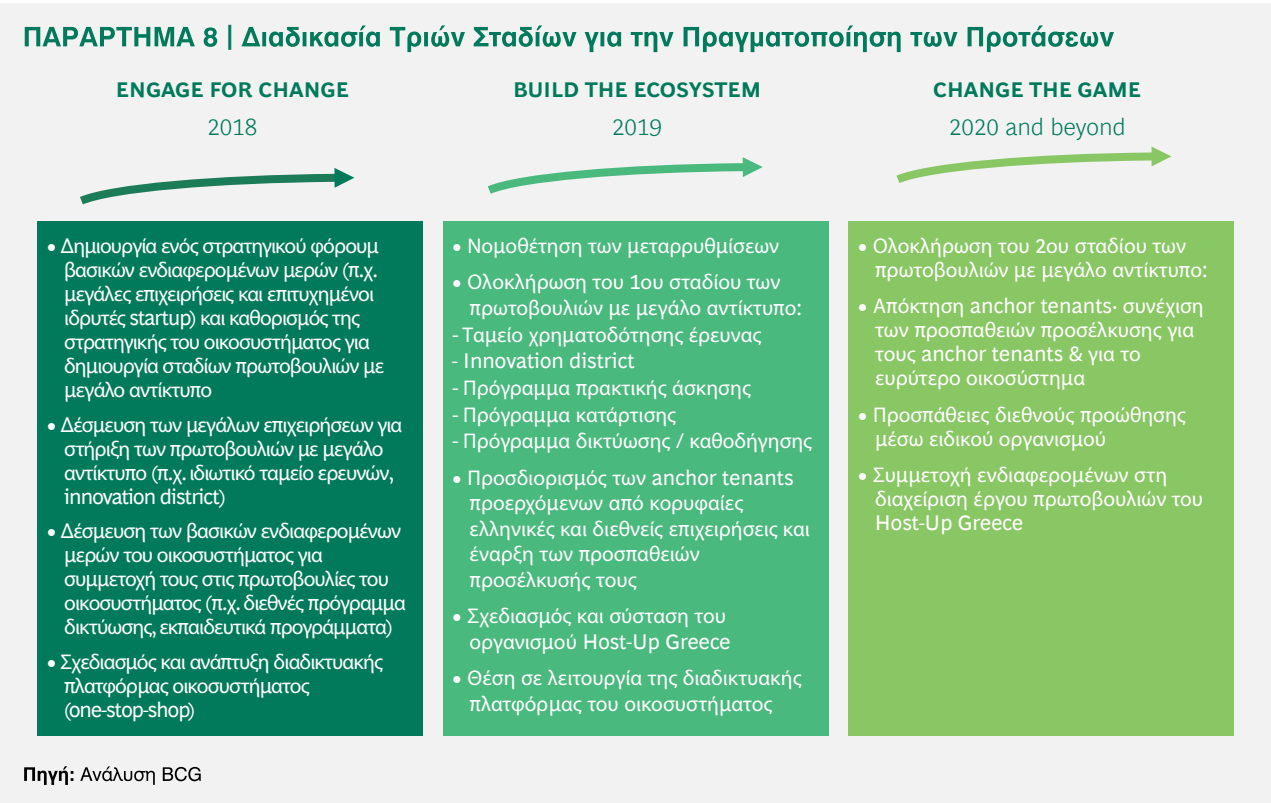 ΠΑΡΑΡΤΗΜΑ 8 | Διαδικασία Τριών Σταδίων για την Πραγματοποίηση των Προτάσεων
ENGAGE FOR CHANGE
2018
• Δημιουργία ενός στρατηγικού φόρουμ
βασικών ενδιαφερομένων μερών (π.χ.
μεγάλες επιχειρήσεις και επιτυχημένοι
ιδρυτές startup) και καθορισμός της
στρατηγικής του οικοσυστήματος για
δημιουργία σταδίων πρωτοβουλιών με
μεγάλο αντίκτυπο
• Δέσμευση των μεγάλων επιχειρήσεων για
στήριξη των πρωτοβουλιών με μεγάλο
αντίκτυπο (π.χ. ιδιωτικό ταμείο ερευνών,
innovation district)
• Δέσμευση των βασικών ενδιαφερομένων
μερών του οικοσυστήματος για
συμμετοχή τους στις πρωτοβουλίες του
οικοσυστήματος (π.χ. διεθνές πρόγραμμα
δικτύωσης, εκπαιδευτικά προγράμματα)
• Σχεδιασμός και ανάπτυξη διαδικτυακής
πλατφόρμας οικοσυστήματος
(one-stop-shop)
BUILD THE ECOSYSTEM
2019
• Νομοθέτηση των μεταρρυθμίσεων
• Ολοκλήρωση του 1ου σταδίου των
πρωτοβουλιών με μεγάλο αντίκτυπο:
- Ταμείο χρηματοδότησης έρευνας
- Innovation district
- Πρόγραμμα πρακτικής άσκησης
- Πρόγραμμα κατάρτισης
- Πρόγραμμα δικτύωσης / καθοδήγησης
• Προσδιορισμός των anchor tenants
προερχόμενων από κορυφαίες
ελληνικές και διεθνείς επιχειρήσεις και
έναρξη των προσπαθειών
προσέλκυσής τους
• Σχεδιασμός και σύσταση του
οργανισμού Host-Up Greece
• Θέση σε λειτουργία της διαδικτυακής
πλατφόρμας του οικοσυστήματος
CHANGE THE GAME
2020 and beyond
• Ολοκλήρωση του 2ου σταδίου των
πρωτοβουλιών με μεγάλο αντίκτυπο:
• Απόκτηση anchor tenants· συνέχιση
των προσπαθειών προσέλκυσης για
τους anchor tenants & για το
ευρύτερο οικοσύστημα
• Προσπάθειες διεθνούς προώθησης
μέσω ειδικού οργανισμού
• Συμμετοχή ενδιαφερομένων στη
διαχείριση έργου πρωτοβουλιών του
Host-Up Greece
Πηγή: Ανάλυση BCG